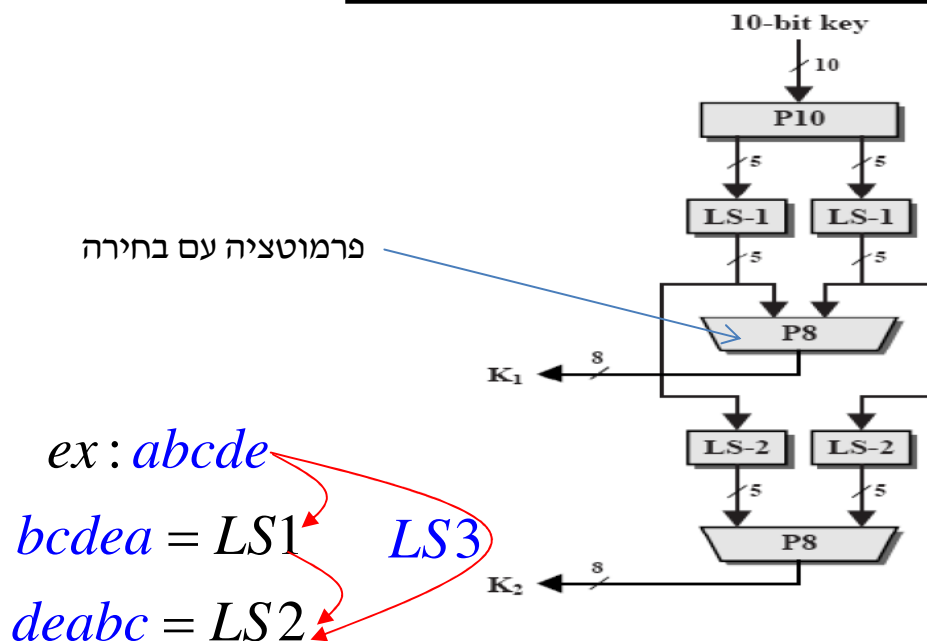 10-bit key
10
P10
5 5
LS-1 LS-1
פרמוטציה עם בחירה
5 5
P8
8
K₁
ex : abcde
LS-2 LS-2
5 5
bcdea = LS1 LS3
P8
8
K₂
deabc = LS2